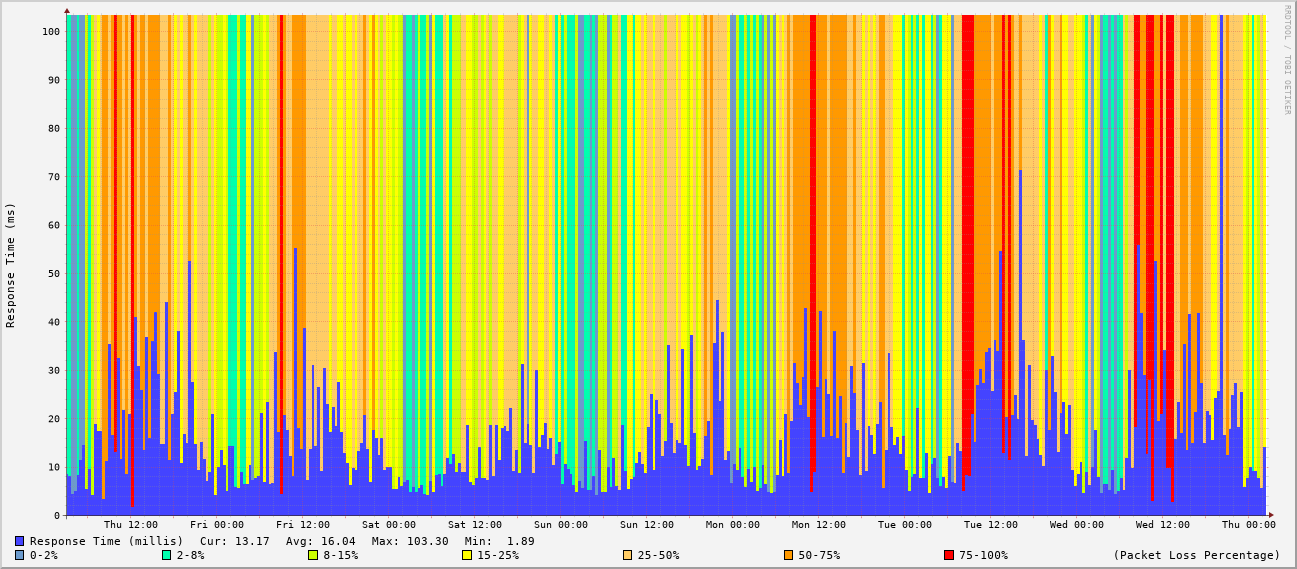 RRDTOOL / TOBI OETIKER
Response Time (ms)
100
90
80
70
60
50
40
30
20
10
0
Thu 12:00 Fri 00:00 Fri 12:00 Sat 00:00 Sat 12:00 Sun 00:00 Sun 12:00 Mon 00:00 Mon 12:00 Tue 00:00 Tue 12:00 Wed 00:00 Wed 12:00 Thu 00:00
Response Time (millis) Cur: 13.17 Avg: 16.04 Max: 103.30 Min: 1.89
0-2% 2-8% 8-15% 15-25% 25-50% 50-75% 75-100% (Packet Loss Percentage)